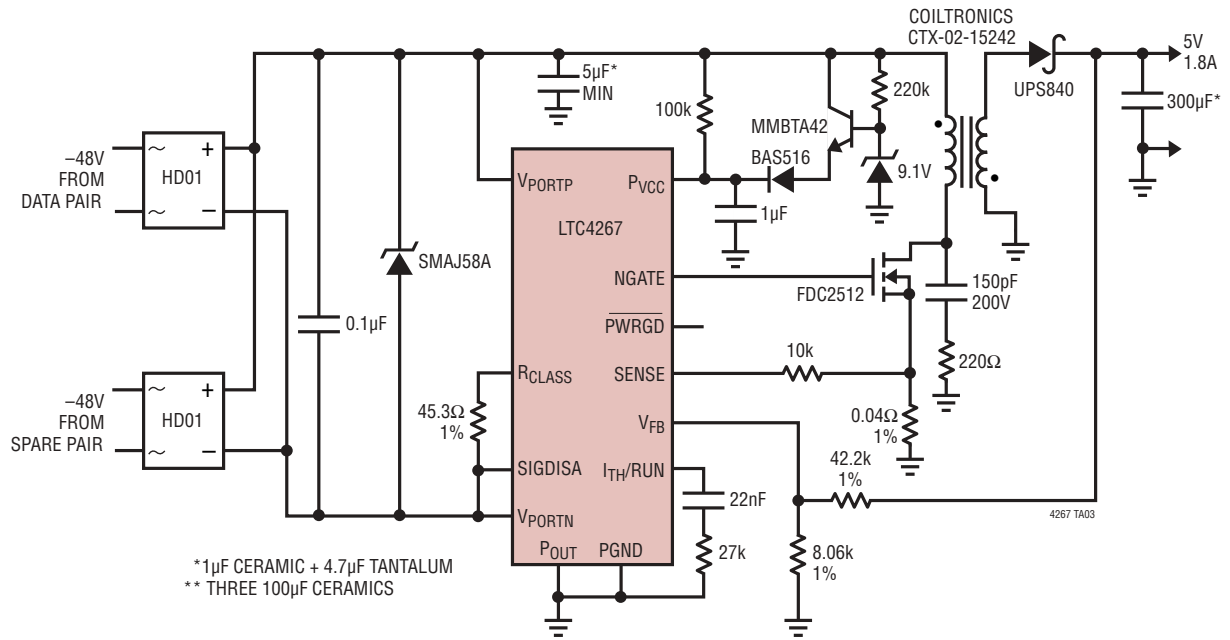 COILTRONICS
CTX-02-15242
5V
1.8A
UPS840
300µF*
5µF*
MIN
100k
220k
MMBTA42
BAS516
9.1V
1µF
–48V
FROM
DATA PAIR
~
+
HD01
~
–
VPORTP
PVCC
LTC4267
SMAJ58A
NGATE
FDC2512
150pF
200V
PWRGD
0.1µF
10k
220Ω
RCLASS
SENSE
–48V
FROM
SPARE PAIR
~
+
HD01
~
–
45.3Ω
1%
VFB
0.04Ω
1%
SIGDISA
ITH/RUN
42.2k
1%
22nF
VPORTN
4267 TA03
POUT
PGND
27k
8.06k
1%
*1µF CERAMIC + 4.7µF TANTALUM
** THREE 100µF CERAMICS